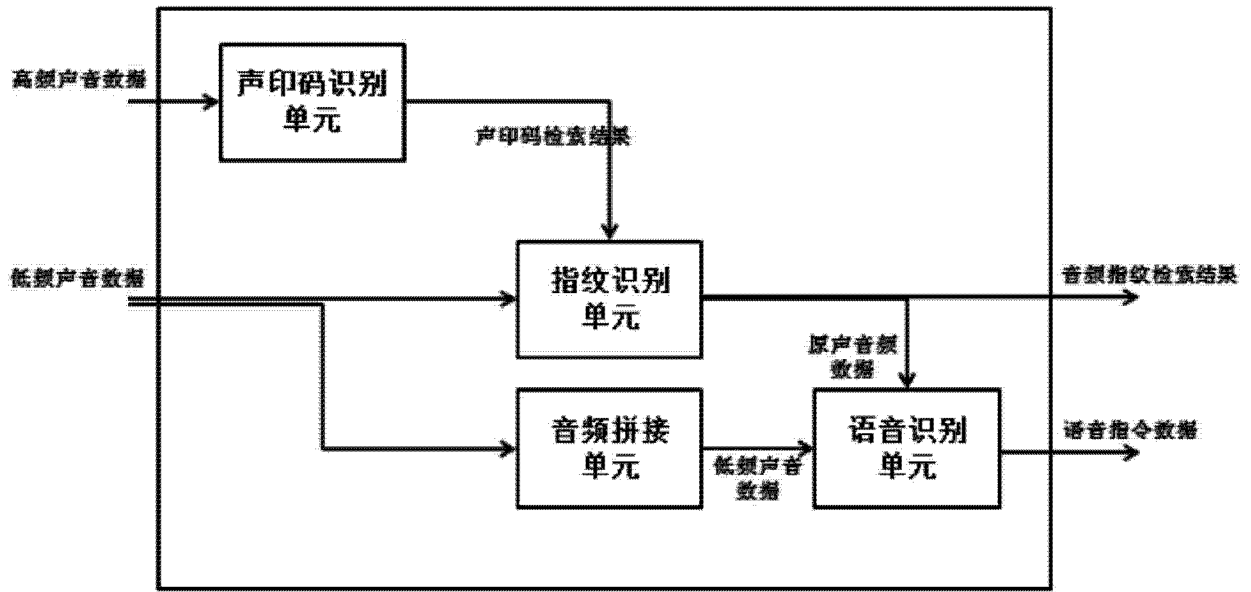 高频声音数据
声印码识别
单元
声印码检索结果
低频声音数据
指纹识别
单元
音频指纹检索结果
原声音频
数据
音频拼接
单元
低频声音
数据
语音识别
单元
语音指令数据